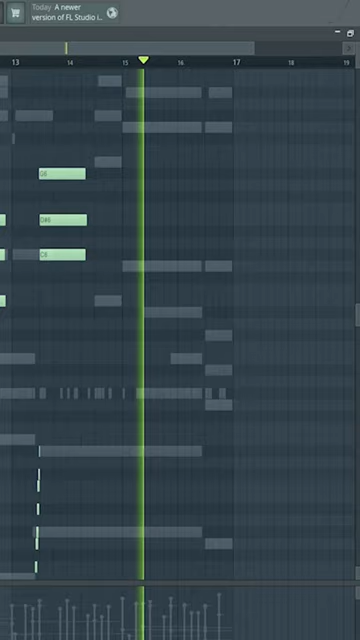 Today A newer
version of FL Studio i..
13 14 15 16 17 18 19
G6
D#6
C6